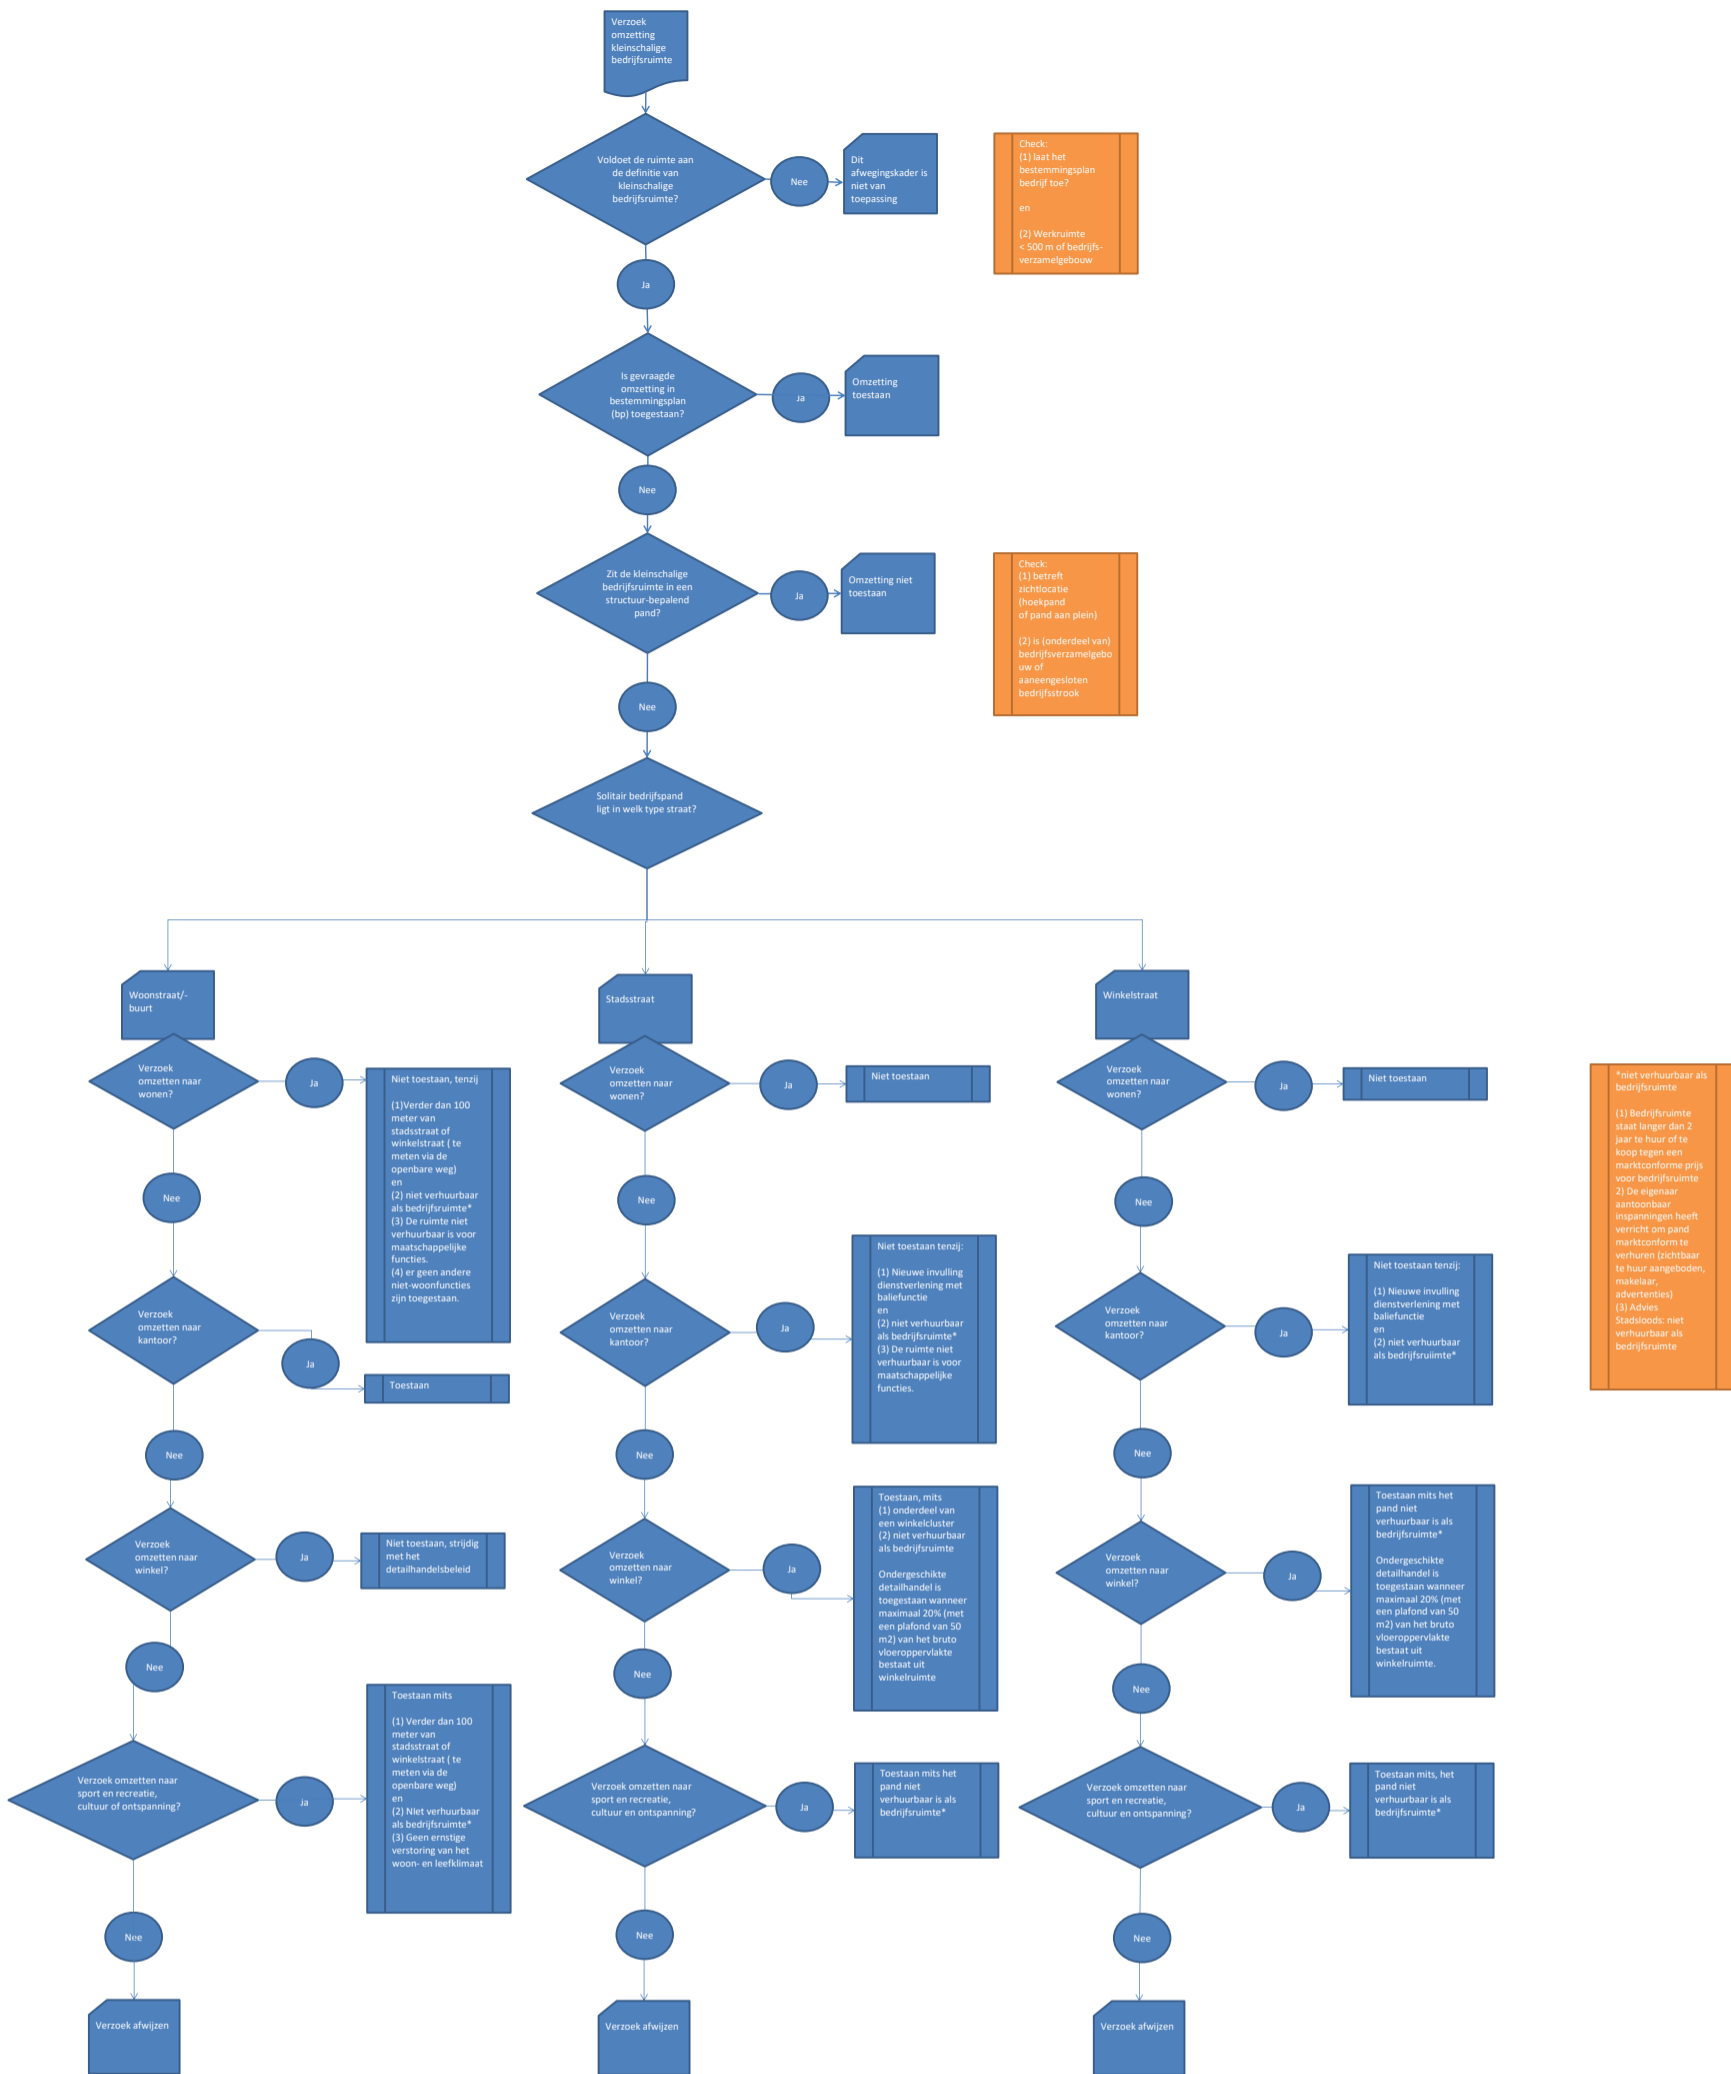 Verzoek
omzetting
kleinschalige
bedrijfsruimte
Voldoet de ruimte aan
de definitie van
kleinschalige
bedrijfsruimte?
Nee
Dit
afwegingskader is
niet van
toepassing
Check:
(1) laat het
bestemmingsplan
bedrijf toe?
en
(2) Werkruimte
< 500 m of bedrijfs-
verzamelgebouw
Ja
Is gevraagde
omzetting in
bestemmingsplan
(bp) toegestaan?
Ja
Omzetting
toestaan
Nee
Zit de kleinschalige
bedrijfsruimte in een
structuur-bepalend
pand?
Ja
Omzetting niet
toestaan
Check:
(1) betreft
zichtlocatie
(hoekpand
of pand aan plein)
(2) is (onderdeel van)
bedrijfsverzamelgebo
uw of
aaneengesloten
bedrijfsstrook
Nee
Solitair bedrijfspand
ligt in welk type straat?
Woonstraat/-
buurt
Verzoek
omzetten naar
wonen?
Ja
Niet toestaan, tenzij
(1)Verder dan 100
meter van
stadsstraat of
winkelstraat ( te
meten via de
openbare weg)
en
(2) niet verhuurbaar
als bedrijfsruimte*
(3) De ruimte niet
verhuurbaar is voor
maatschappelijke
functies.
(4) er geen andere
niet-woonfuncties
zijn toegestaan.
Nee
Verzoek
omzetten naar
kantoor?
Ja
Toestaan
Nee
Verzoek
omzetten naar
winkel?
Ja
Niet toestaan, strijdig
met het
detailhandelsbeleid
Nee
Verzoek omzetten naar
sport en recreatie,
cultuur of ontspanning?
Ja
Toestaan mits
(1) Verder dan 100
meter van
stadsstraat of
winkelstraat ( te
meten via de
openbare weg)
en
(2) NIet verhuurbaar
als bedrijfsruimte*
(3) Geen ernstige
verstoring van het
woon- en leefklimaat
Nee
Verzoek afwijzen
Stadsstraat
Verzoek
omzetten naar
wonen?
Ja
Niet toestaan
Nee
Verzoek
omzetten naar
kantoor?
Ja
Niet toestaan tenzij:
(1) Nieuwe invulling
dienstverlening met
baliefunctie
en
(2) niet verhuurbaar
als bedrijfsruimte*
(3) De ruimte niet
verhuurbaar is voor
maatschappelijke
functies.
Nee
Verzoek
omzetten naar
winkel?
Ja
Toestaan, mits
(1) onderdeel van
een winkelcluster
(2) niet verhuurbaar
als bedrijfsruimte
Ondergeschikte
detailhandel is
toegestaan wanneer
maximaal 20% (met
een plafond van 50
m2) van het bruto
vloeroppervlakte
bestaat uit
winkelruimte
Nee
Verzoek omzetten naar
sport en recreatie,
cultuur en ontspanning?
Ja
Toestaan mits het
pand niet
verhuurbaar is als
bedrijfsruimte*
Nee
Verzoek afwijzen
Winkelstraat
Verzoek
omzetten naar
wonen?
Ja
Niet toestaan
Nee
Verzoek
omzetten naar
kantoor?
Ja
Niet toestaan tenzij:
(1) Nieuwe invulling
dienstverlening met
baliefunctie
en
(2) niet verhuurbaar
als bedrijfsruiimte*
Nee
Verzoek
omzetten naar
winkel?
Ja
Toestaan mits het
pand niet
verhuurbaar is als
bedrijfsruimte*
Ondergeschikte
detailhandel is
toegestaan wanneer
maximaal 20% (met
een plafond van 50
m2) van het bruto
vloeroppervlakte
bestaat uit
winkelruimte.
Nee
Verzoek omzetten naar
sport en recreatie,
cultuur en ontspanning?
Ja
Toestaan mits, het
pand niet
verhuurbaar is als
bedrijfsruimte*
Nee
Verzoek afwijzen
*niet verhuurbaar als
bedrijfsruimte
(1) Bedrijfsruimte
staat langer dan 2
jaar te huur of te
koop tegen een
marktconforme prijs
voor bedrijfsruimte
2) De eigenaar
aantoonbaar
inspanningen heeft
verricht om pand
marktconform te
verhuren (zichtbaar
te huur aangeboden,
makelaar,
advertenties)
(3) Advies
Stadsloods: niet
verhuurbaar als
bedrijfsruimte